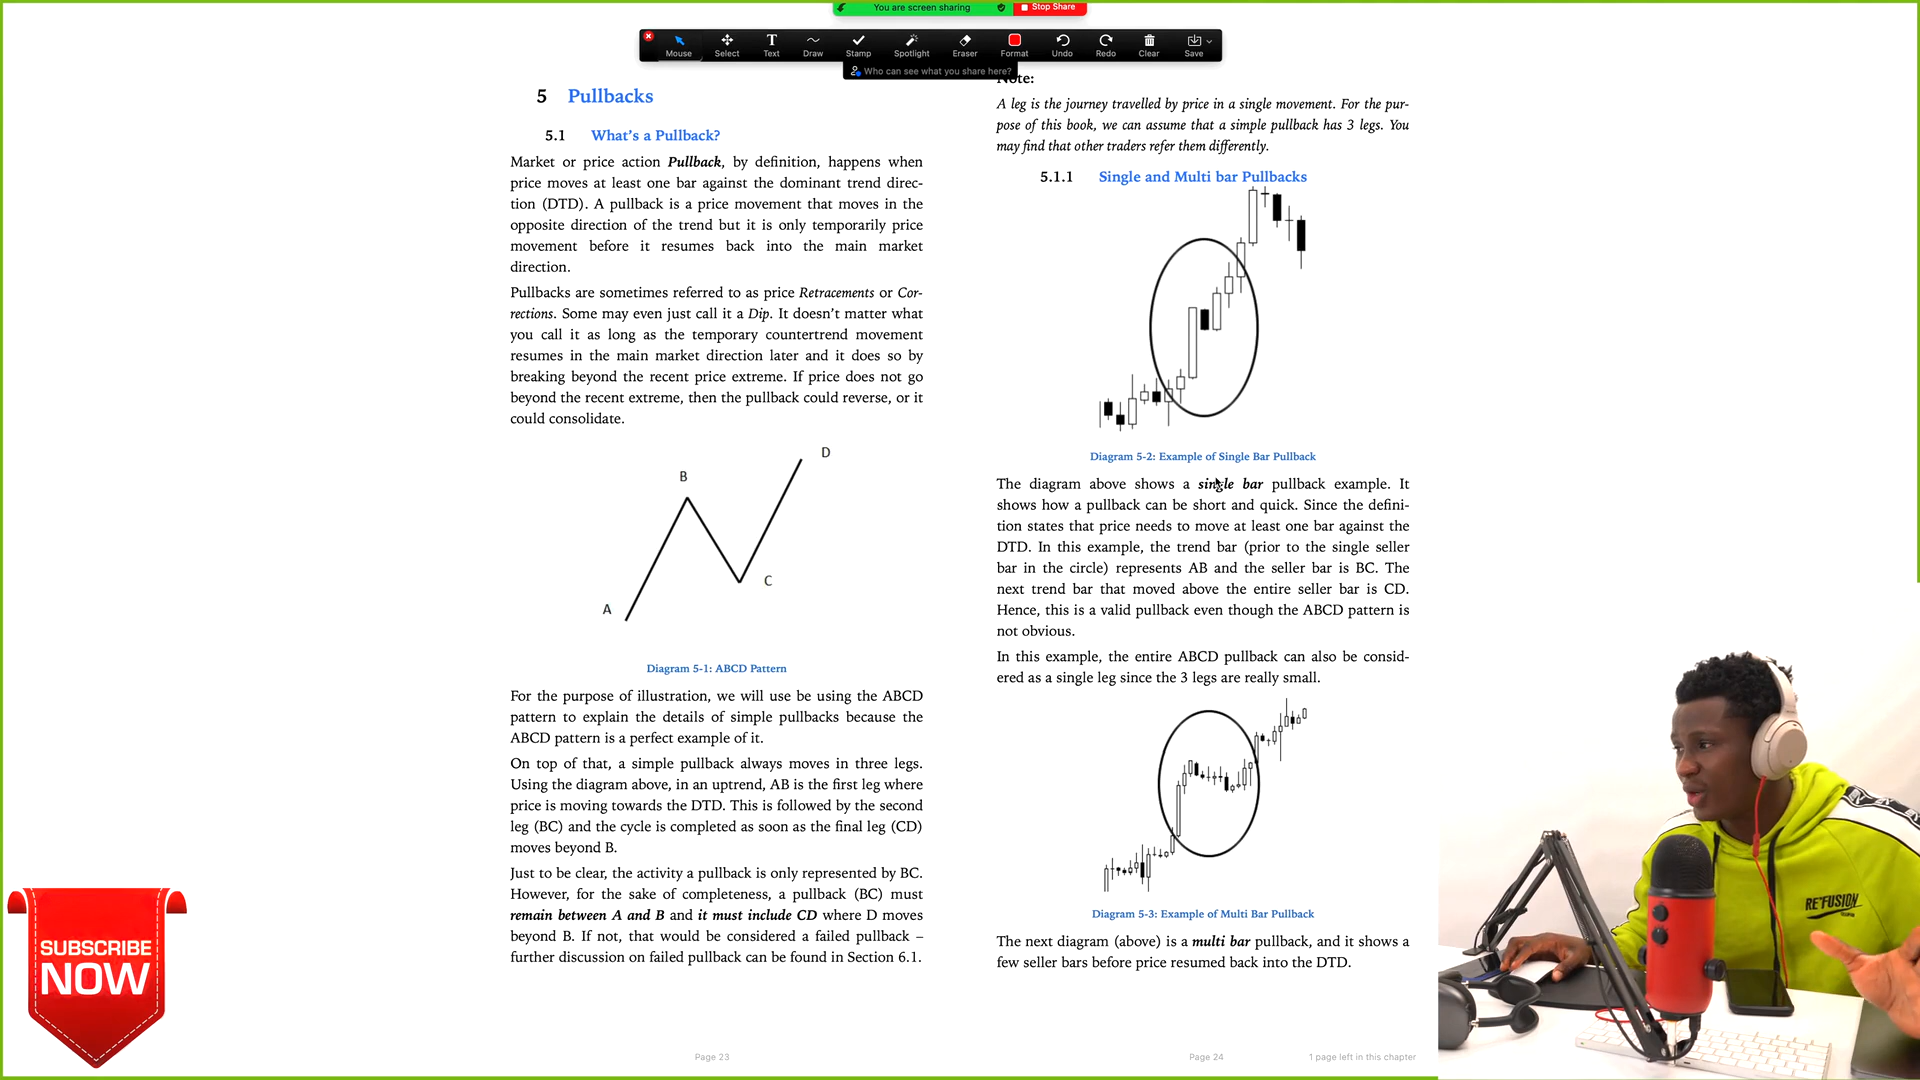 You are screen sharing
Stop Share
Mouse
Select
Text
Draw
Stamp
Spotlight
Eraser
Format
Undo
Redo
Clear
Save
Who can see what you share here?
5 Pullbacks
5.1 What's a Pullback?
Market or price action Pullback, by definition, happens when
price moves at least one bar against the dominant trend direc-
tion (DTD). A pullback is a price movement that moves in the
opposite direction of the trend but it is only temporarily price
movement before it resumes back into the main market
direction.
Pullbacks are sometimes referred to as price Retracements or Cor-
rections. Some may even just call it a Dip. It doesn't matter what
you call it as long as the temporary countertrend movement
resumes in the main market direction later and it does so by
breaking beyond the recent price extreme. If price does not go
beyond the recent extreme, then the pullback could reverse, or it
could consolidate.
D
B
C
A
Diagram 5-1: ABCD Pattern
For the purpose of illustration, we will use be using the ABCD
pattern to explain the details of simple pullbacks because the
ABCD pattern is a perfect example of it.
On top of that, a simple pullback always moves in three legs.
Using the diagram above, in an uptrend, AB is the first leg where
price is moving towards the DTD. This is followed by the second
leg (BC) and the cycle is completed as soon as the final leg (CD)
moves beyond B.
Just to be clear, the activity a pullback is only represented by BC.
However, for the sake of completeness, a pullback (BC) must
remain between A and B and it must include CD where D moves
beyond B. If not, that would be considered a failed pullback –
further discussion on failed pullback can be found in Section 6.1.
Page 23
Note:
A leg is the journey travelled by price in a single movement. For the pur-
pose of this book, we can assume that a simple pullback has 3 legs. You
may find that other traders refer them differently.
5.1.1 Single and Multi bar Pullbacks
Diagram 5-2: Example of Single Bar Pullback
The diagram above shows a single bar pullback example. It
shows how a pullback can be short and quick. Since the defini-
tion states that price needs to move at least one bar against the
DTD. In this example, the trend bar (prior to the single seller
bar in the circle) represents AB and the seller bar is BC. The
next trend bar that moved above the entire seller bar is CD.
Hence, this is a valid pullback even though the ABCD pattern is
not obvious.
In this example, the entire ABCD pullback can also be consid-
ered as a single leg since the 3 legs are really small.
Diagram 5-3: Example of Multi Bar Pullback
The next diagram (above) is a multi bar pullback, and it shows a
few seller bars before price resumed back into the DTD.
Page 24
1 page left in this chapter
SUBSCRIBE
NOW
RE'FUSION